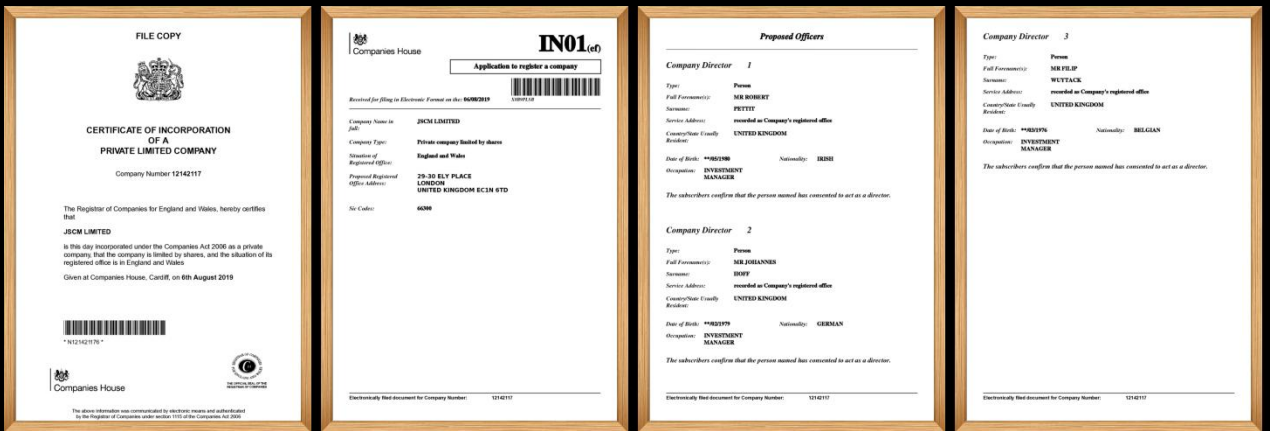 FILE COPY
CERTIFICATE OF INCORPORATION
OF A
PRIVATE LIMITED COMPANY
Company Number 12142117
The Registrar of Companies for England and Wales, hereby certifies
that
JSCM LIMITED
is this day incorporated under the Companies Act 2006 as a private
company, that the company is limited by shares, and the situation of its
registered office is in England and Wales
Given at Companies House, Cardiff, on 6th August 2019
* N121421176 *
Companies House
THE OFFICIAL SEAL OF THE
REGISTRAR OF COMPANIES
The above information was communicated by electronic means and authenticated
by the Registrar of Companies under section 1115 of the Companies Act 2006
Companies House
IN01(ef)
Application to register a company
Received for filing in Electronic Format on the: 06/08/2019
Company Name in
full:
JSCM LIMITED
Company Type: Private company limited by shares
Situation of
Registered Office:
England and Wales
Proposed Registered
Office Address:
29-30 ELY PLACE
LONDON
UNITED KINGDOM EC1N 6TD
Sic Codes: 66300
Electronically filed document for Company Number: 12142117
Proposed Officers
Company Director 1
Type: Person
Full Forename(s): MR ROBERT
Surname: PETTIT
Service Address: recorded as Company's registered office
Country/State Usually
Resident:
UNITED KINGDOM
Date of Birth: **/05/1980 Nationality: IRISH
Occupation: INVESTMENT
MANAGER
The subscribers confirm that the person named has consented to act as a director.
Company Director 2
Type: Person
Full Forename(s): MR JOHANNES
Surname: HOFF
Service Address: recorded as Company's registered office
Country/State Usually
Resident:
UNITED KINGDOM
Date of Birth: **/02/1979 Nationality: GERMAN
Occupation: INVESTMENT
MANAGER
The subscribers confirm that the person named has consented to act as a director.
Electronically filed document for Company Number: 12142117
Company Director 3
Type: Person
Full Forename(s): MR FILIP
Surname: WUYTACK
Service Address: recorded as Company's registered office
Country/State Usually
Resident:
UNITED KINGDOM
Date of Birth: **/03/1976 Nationality: BELGIAN
Occupation: INVESTMENT
MANAGER
The subscribers confirm that the person named has consented to act as a director.
Electronically filed document for Company Number: 12142117